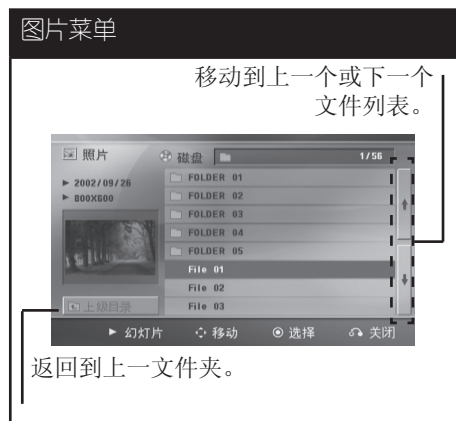 图片菜单
移动到上一个或下一个
文件列表。
照片
磁盘
1/56
► 2002/09/26
► 800X600
FOLDER 01
FOLDER 02
FOLDER 03
FOLDER 04
FOLDER 05
File 01
File 02
File 03
上级目录
► 幻灯片 移动 选择 关闭
返回到上一文件夹。